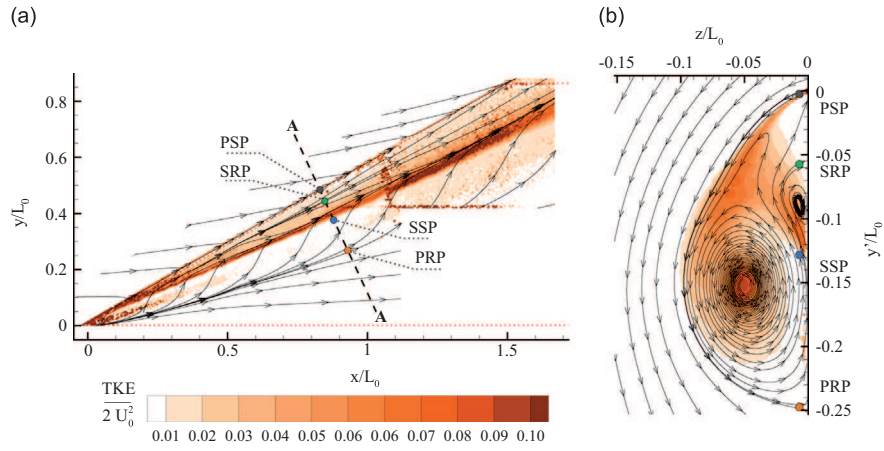 (a)
(b)
z/L₀
-0.15 -0.1 -0.05 0
0.8
0.6
0.4
0.2
0
y/L₀
A
PSP
SRP
SSP
PRP
A
0 0.5 1 1.5
x/L₀
0
PSP
-0.05
SRP
-0.1
SSP
-0.15
-0.2
PRP
-0.25
y'/L₀
TKE
2 U₀²
0.01 0.02 0.03 0.04 0.05 0.06 0.07 0.08 0.09 0.10